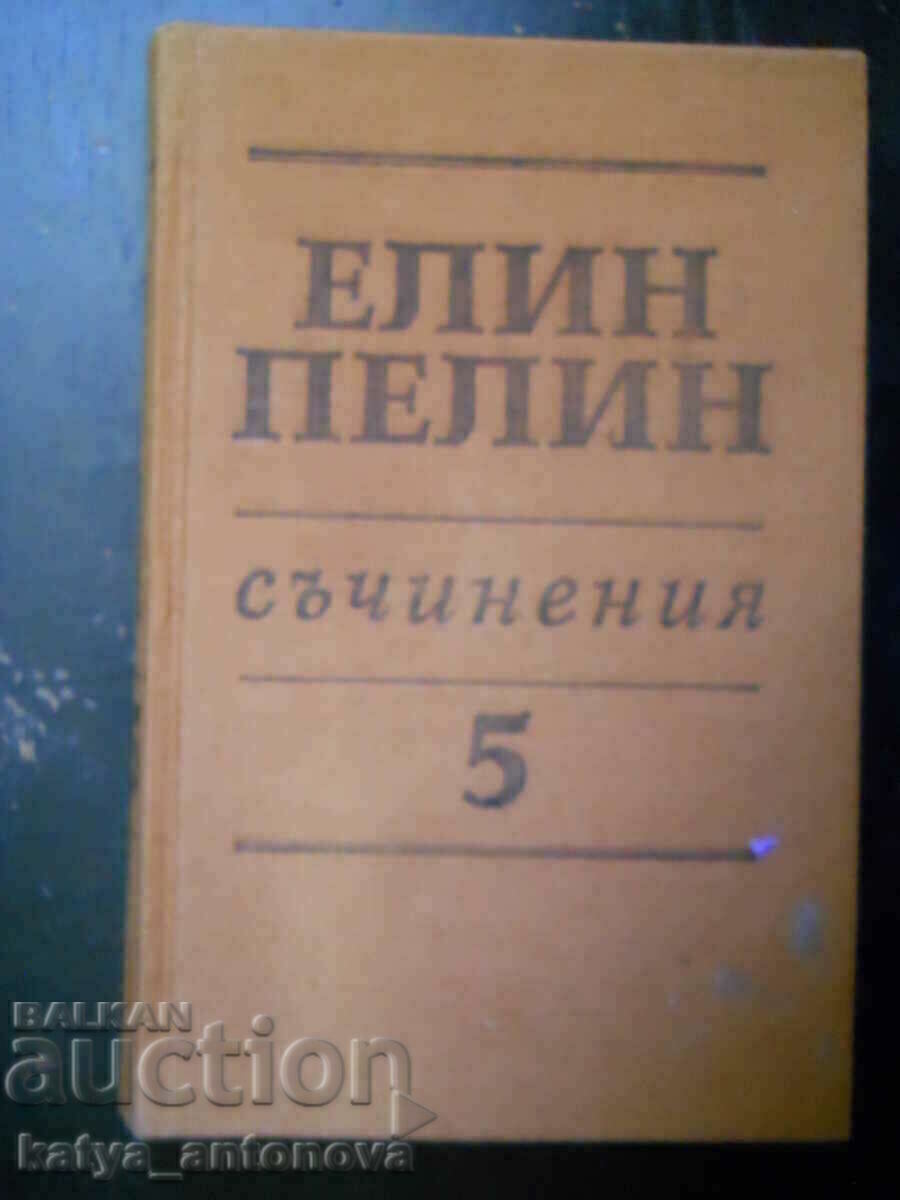 ЕЛИН
ПЕЛИН
съчинения
5
BALKAN
auction
katya_antonova